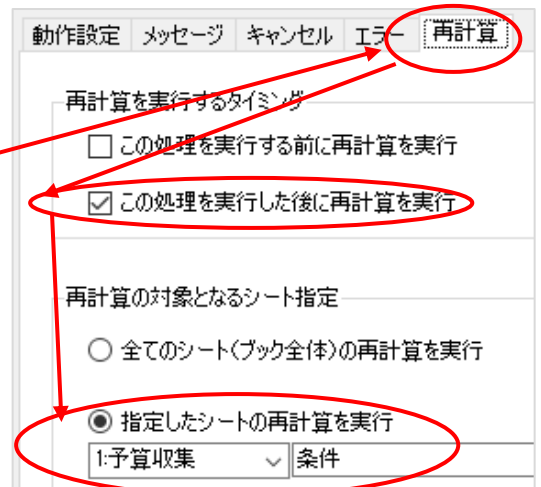 動作設定 メッセージ キャンセル エラー 再計算
再計算を実行するタイミング
この処理を実行する前に再計算を実行
この処理を実行した後に再計算を実行
再計算の対象となるシート指定
全てのシート(ブック全体)の再計算を実行
指定したシートの再計算を実行
1:予算収集 条件